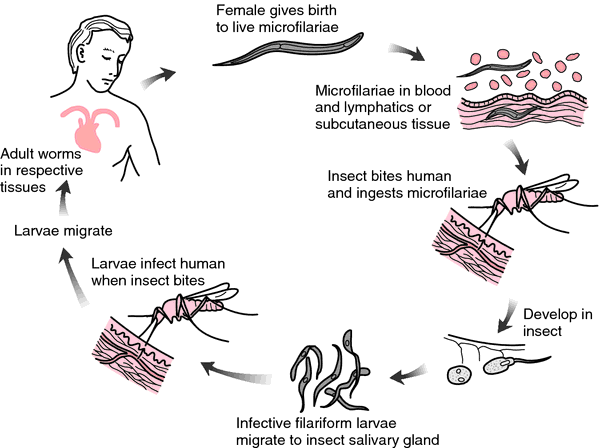 Female gives birth
to live microfilariae
Microfilariae in blood
and lymphatics or
subcutaneous tissue
Insect bites human
and ingests microfilariae
Develop in
insect
Infective filariform larvae
migrate to insect salivary gland
Larvae infect human
when insect bites
Larvae migrate
Adult worms
in respective
tissues